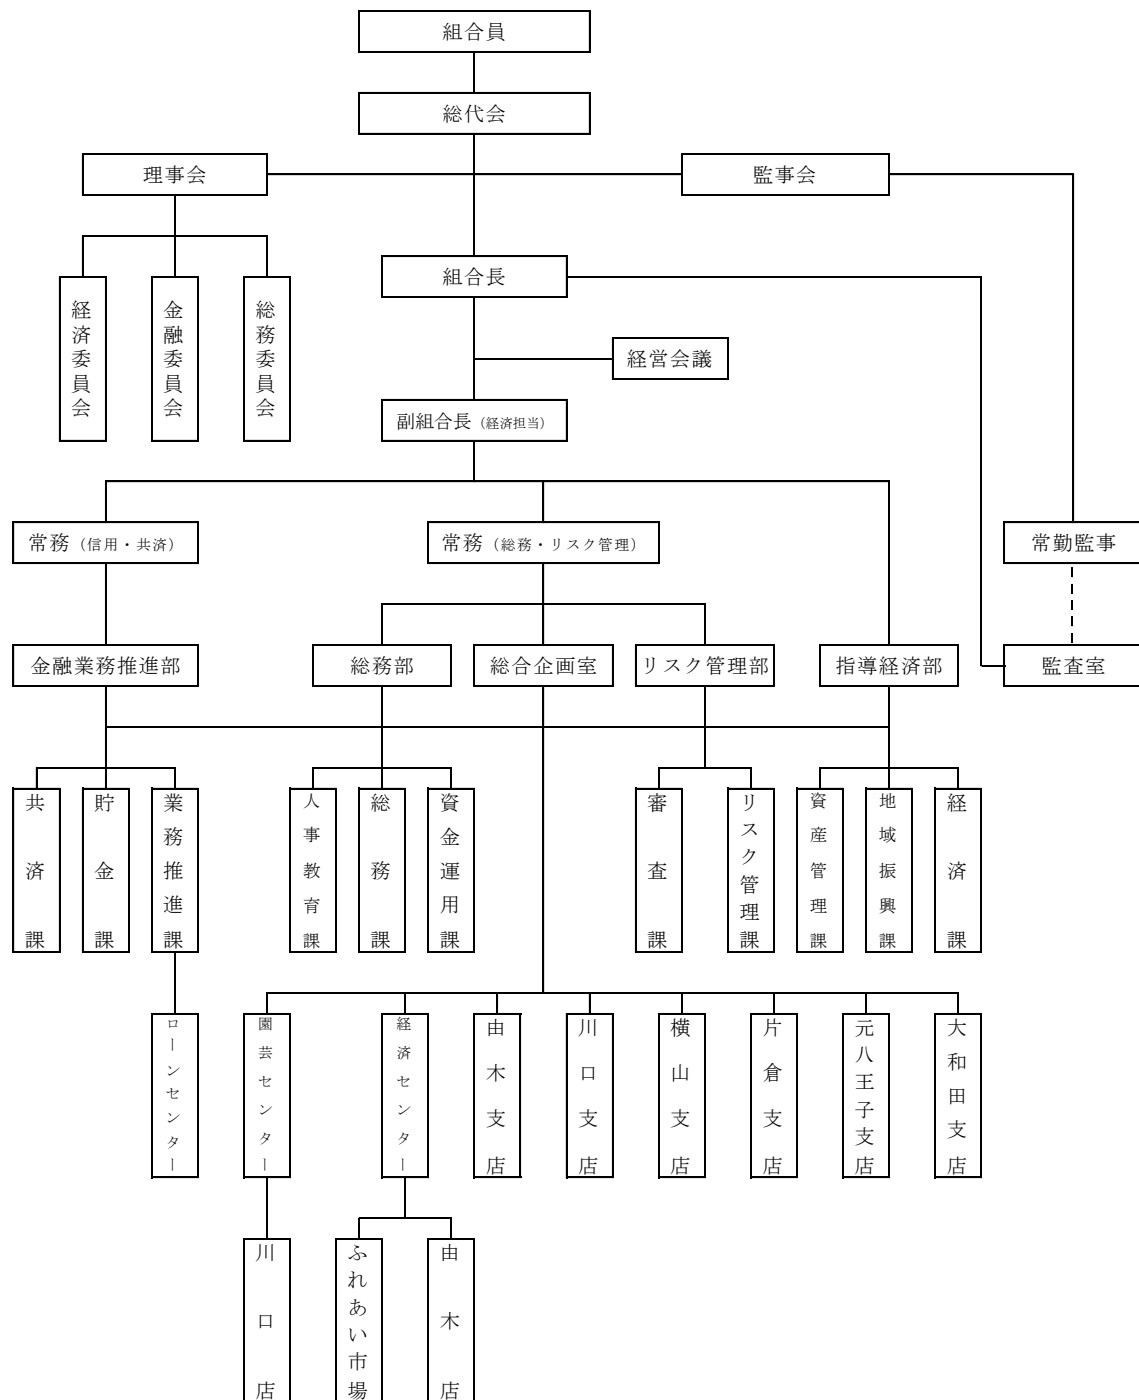 組合員
総代会
理事会
監事会
組合長
経済委員会
金融委員会
総務委員会
経営会議
副組合長（経済担当）
常務（信用・共済）
常務（総務・リスク管理）
常勤監事
金融業務推進部
総務部
総合企画室
リスク管理部
指導経済部
監査室
共済課
貯金課
業務推進課
人事教育課
総務課
資金運用課
審査課
リスク管理課
資産管理課
地域振興課
経済課
ローンセンター
園芸センター
経済センター
由木支店
川口支店
横山支店
片倉支店
元八王子支店
大和田支店
川口店
ふれあい市場
由木店